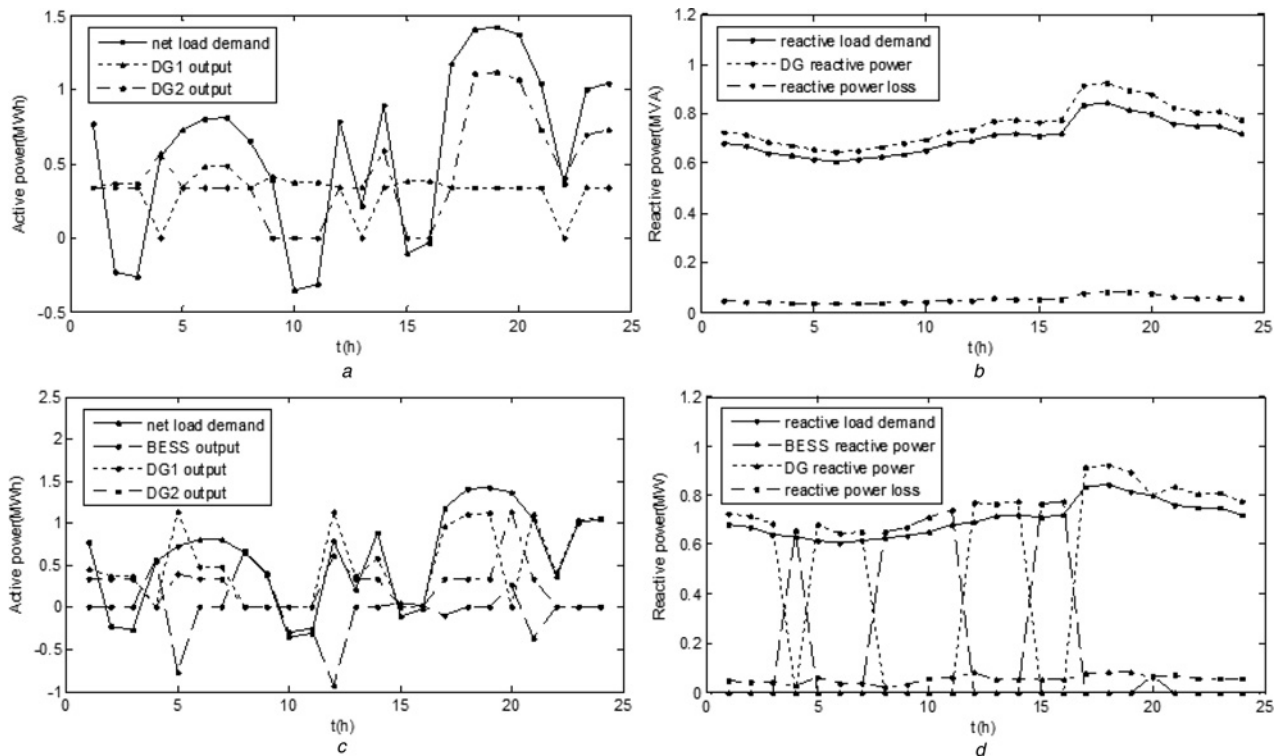 1.5
1
0.5
0
-0.5
Active power(MWh)
net load demand
DG1 output
DG2 output
0 5 10 15 20 25
t(h)
a
1.2
1
0.8
0.6
0.4
0.2
0
Reactive power(MVA)
reactive load demand
DG reactive power
reactive power loss
0 5 10 15 20 25
t(h)
b
2.5
2
1.5
1
0.5
0
-0.5
-1
Active power(MWh)
net load demand
BESS output
DG1 output
DG2 output
0 5 10 15 20 25
t(h)
c
1.2
1
0.8
0.6
0.4
0.2
0
Reactive power(MW)
reactive load demand
BESS reactive power
DG reactive power
reactive power loss
0 5 10 15 20 25
t(h)
d